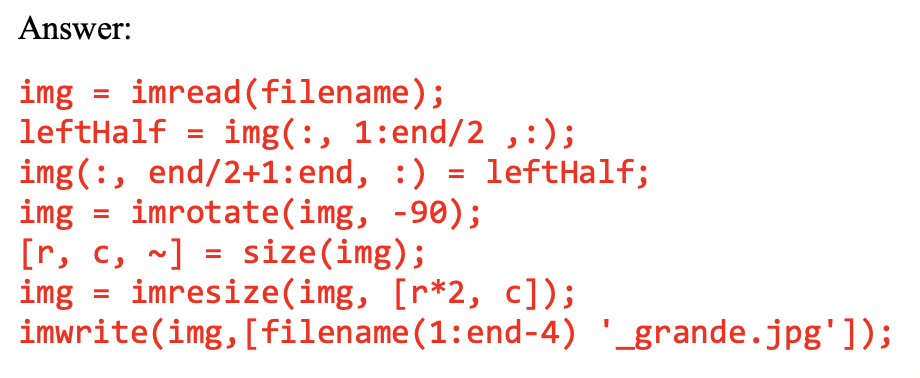 Answer:
img = imread(filename);
leftHalf = img(:, 1:end/2 ,:);
img(:, end/2+1:end, :) = leftHalf;
img = imrotate(img, -90);
[r, c, ~] = size(img);
img = imresize(img, [r*2, c]);
imwrite(img,[filename(1:end-4) '_grande.jpg']);